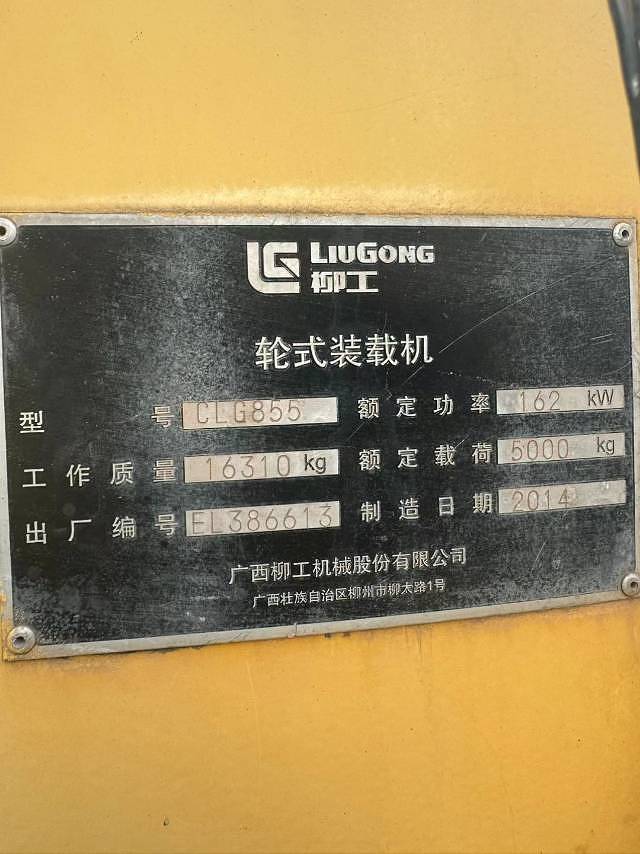 LG LIUGONG
柳工
轮式装载机
型号 CLG855 额定功率 162 kW
工作质量 16310 kg 额定载荷 5000 kg
出厂编号 EL386613 制造日期 2014
广西柳工机械股份有限公司
广西壮族自治区柳州市柳太路1号